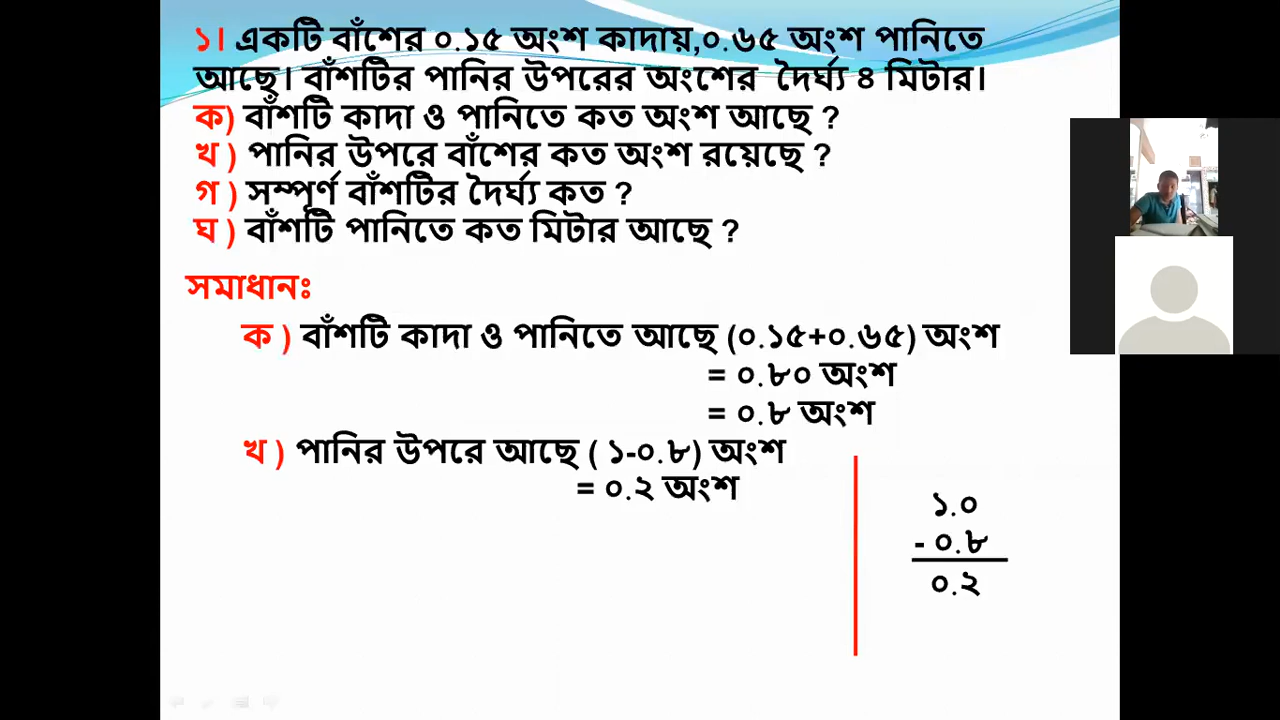 ১। একটি বাঁশের ০.১৫ অংশ কাদায়,০.৬৫ অংশ পানিতে
আছে। বাঁশটির পানির উপরের অংশের দৈর্ঘ্য ৪ মিটার।
ক) বাঁশটি কাদা ও পানিতে কত অংশ আছে ?
খ ) পানির উপরে বাঁশের কত অংশ রয়েছে ?
গ ) সম্পূর্ণ বাঁশটির দৈর্ঘ্য কত ?
ঘ ) বাঁশটি পানিতে কত মিটার আছে ?
সমাধানঃ
ক ) বাঁশটি কাদা ও পানিতে আছে (০.১৫+০.৬৫) অংশ
= ০.৮০ অংশ
= ০.৮ অংশ
খ ) পানির উপরে আছে ( ১-০.৮) অংশ
= ০.২ অংশ
১.০
- ০.৮
০.২